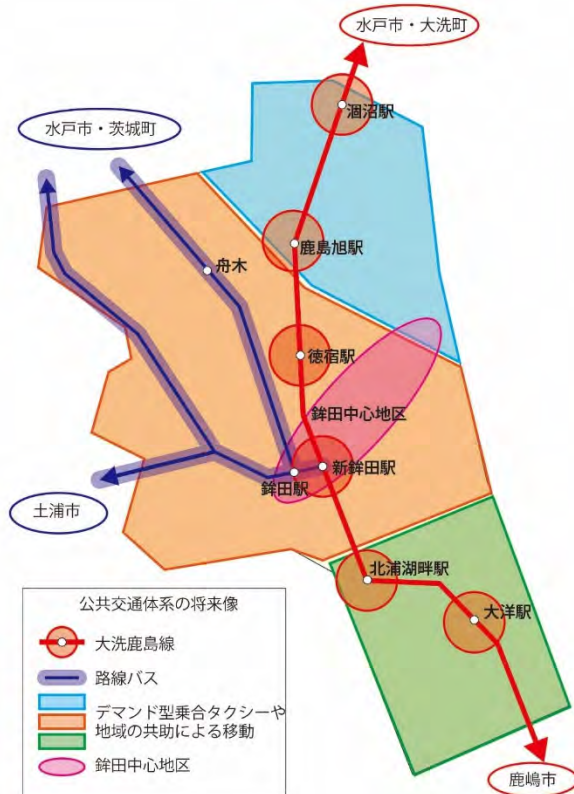 水戸市・大洗町
涸沼駅
水戸市・茨城町
鹿島旭駅
舟木
徳宿駅
鉾田中心地区
新鉾田駅
鉾田駅
土浦市
北浦湖畔駅
大洋駅
公共交通体系の将来像
大洗鹿島線
路線バス
デマンド型乗合タクシーや
地域の共助による移動
鉾田中心地区
鹿嶋市